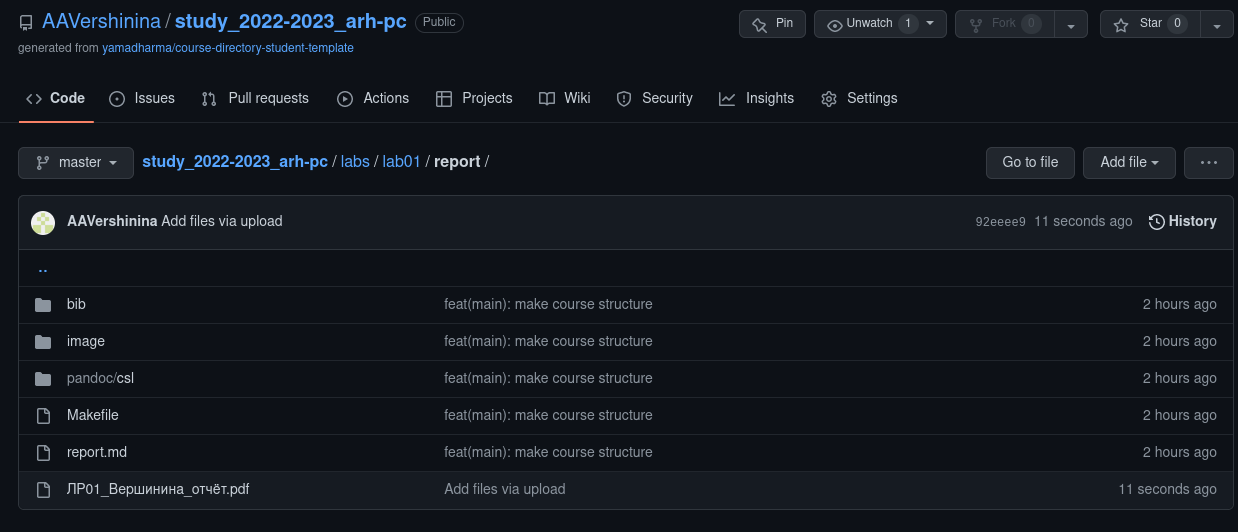 AAVershinina / study_2022-2023_arh-pc Public Pin Unwatch 1 Fork 0 Star 0
generated from yamadharma/course-directory-student-template
Code Issues Pull requests Actions Projects Wiki Security Insights Settings
master study_2022-2023_arh-pc / labs / lab01 / report / Go to file Add file ...
AAVershinina Add files via upload 92eeee9 11 seconds ago History
..
bib feat(main): make course structure 2 hours ago
image feat(main): make course structure 2 hours ago
pandoc/csl feat(main): make course structure 2 hours ago
Makefile feat(main): make course structure 2 hours ago
report.md feat(main): make course structure 2 hours ago
ЛР01_Вершинина_отчёт.pdf Add files via upload 11 seconds ago